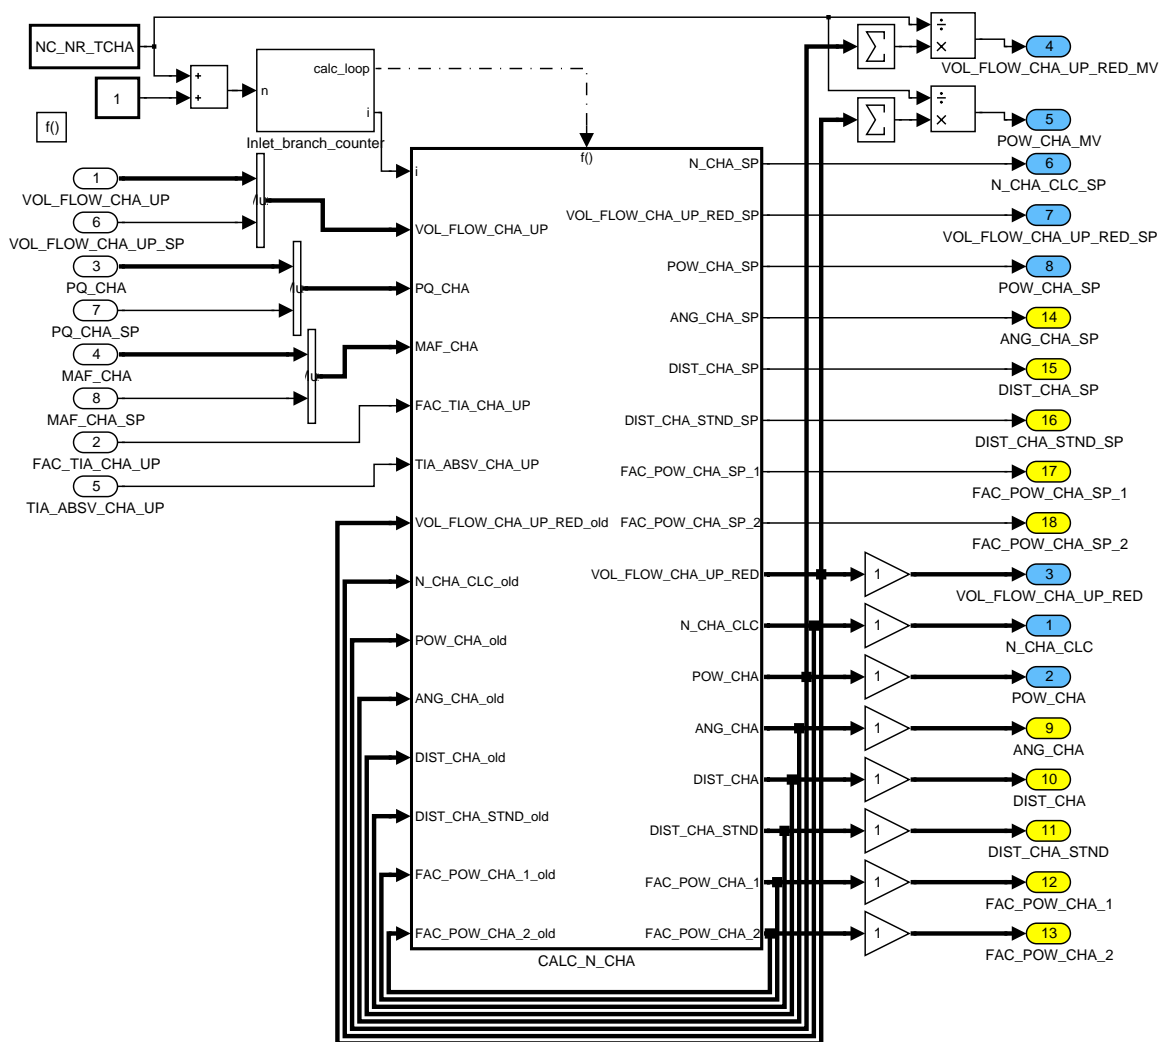 NC_NR_TCHA
1
+
+
f()
n
calc_loop
i
Inlet_branch_counter
÷
×
4
VOL_FLOW_CHA_UP_RED_MV
÷
×
5
POW_CHA_MV
∑
∑
1
VOL_FLOW_CHA_UP
6
VOL_FLOW_CHA_UP_SP
3
PQ_CHA
7
PQ_CHA_SP
4
MAF_CHA
8
MAF_CHA_SP
2
FAC_TIA_CHA_UP
5
TIA_ABSV_CHA_UP
f()
i
VOL_FLOW_CHA_UP
PQ_CHA
MAF_CHA
FAC_TIA_CHA_UP
TIA_ABSV_CHA_UP
VOL_FLOW_CHA_UP_RED_old
N_CHA_CLC_old
POW_CHA_old
ANG_CHA_old
DIST_CHA_old
DIST_CHA_STND_old
FAC_POW_CHA_1_old
FAC_POW_CHA_2_old
N_CHA_SP
VOL_FLOW_CHA_UP_RED_SP
POW_CHA_SP
ANG_CHA_SP
DIST_CHA_SP
DIST_CHA_STND_SP
FAC_POW_CHA_SP_1
FAC_POW_CHA_SP_2
VOL_FLOW_CHA_UP_RED
N_CHA_CLC
POW_CHA
ANG_CHA
DIST_CHA
DIST_CHA_STND
FAC_POW_CHA_1
FAC_POW_CHA_2
CALC_N_CHA
6
N_CHA_CLC_SP
7
VOL_FLOW_CHA_UP_RED_SP
8
POW_CHA_SP
14
ANG_CHA_SP
15
DIST_CHA_SP
16
DIST_CHA_STND_SP
17
FAC_POW_CHA_SP_1
18
FAC_POW_CHA_SP_2
1
3
VOL_FLOW_CHA_UP_RED
1
1
N_CHA_CLC
1
2
POW_CHA
1
9
ANG_CHA
1
10
DIST_CHA
1
11
DIST_CHA_STND
1
12
FAC_POW_CHA_1
1
13
FAC_POW_CHA_2